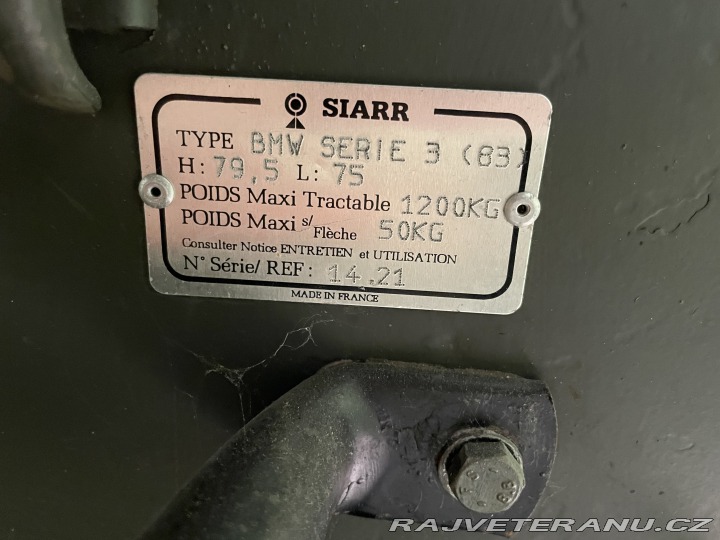 SIARR
TYPE BMW SERIE 3 (83)
H: 79,5 L: 75
POIDS Maxi Tractable 1200KG
POIDS Maxi s/Flèche 50KG
Consulter Notice ENTRETIEN et UTILISATION
N° Série/ REF: 14.21
MADE IN FRANCE
RAJVETERANU.CZ